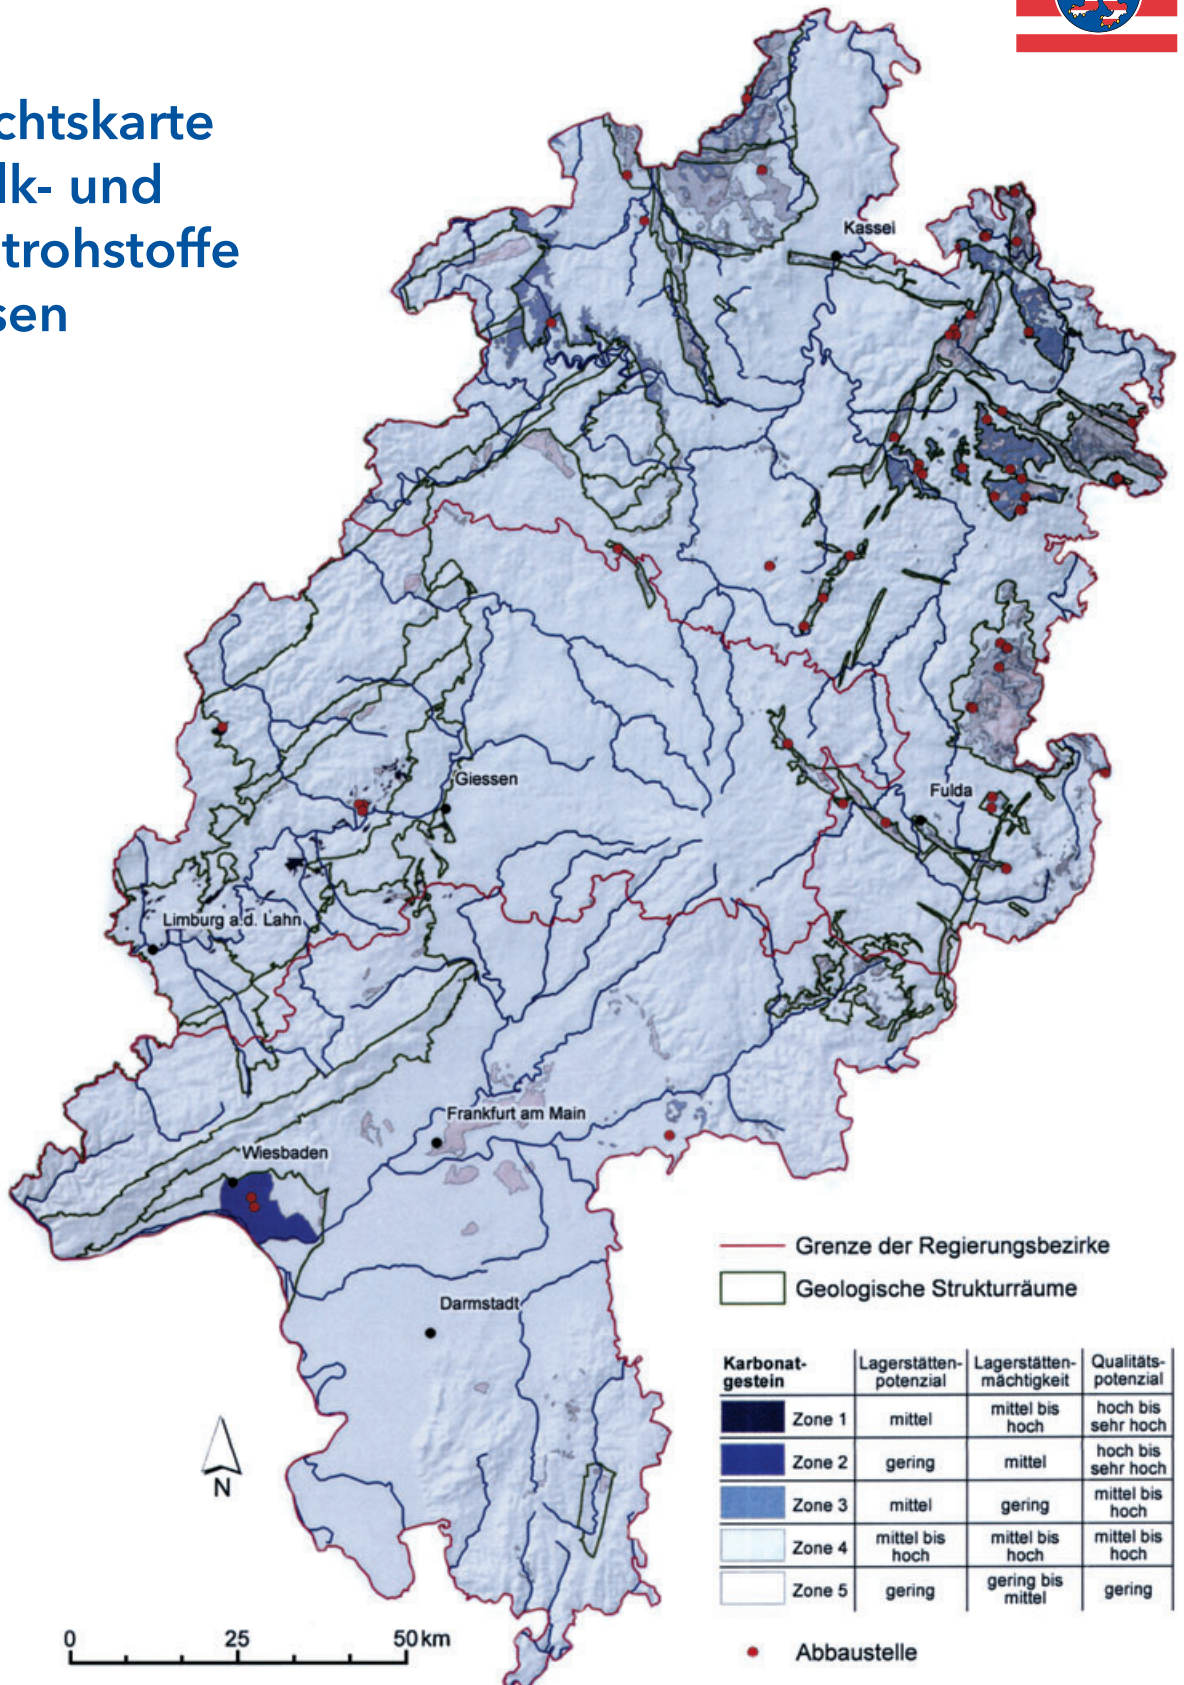 chtskarte
lk- und
trohstoffe
sen
Kassel
Giessen
Fulda
Limburg a.d. Lahn
Frankfurt am Main
Wiesbaden
Darmstadt
Grenze der Regierungsbezirke
Geologische Strukturräume
Karbonat-
gestein
Lagerstätten-
potenzial
Lagerstätten-
mächtigkeit
Qualitäts-
potenzial
Zone 1
mittel
mittel bis
hoch
hoch bis
sehr hoch
Zone 2
gering
mittel
hoch bis
sehr hoch
Zone 3
mittel
gering
mittel bis
hoch
Zone 4
mittel bis
hoch
mittel bis
hoch
mittel bis
hoch
Zone 5
gering
gering bis
mittel
gering
Abbaustelle
N
0 25 50 km